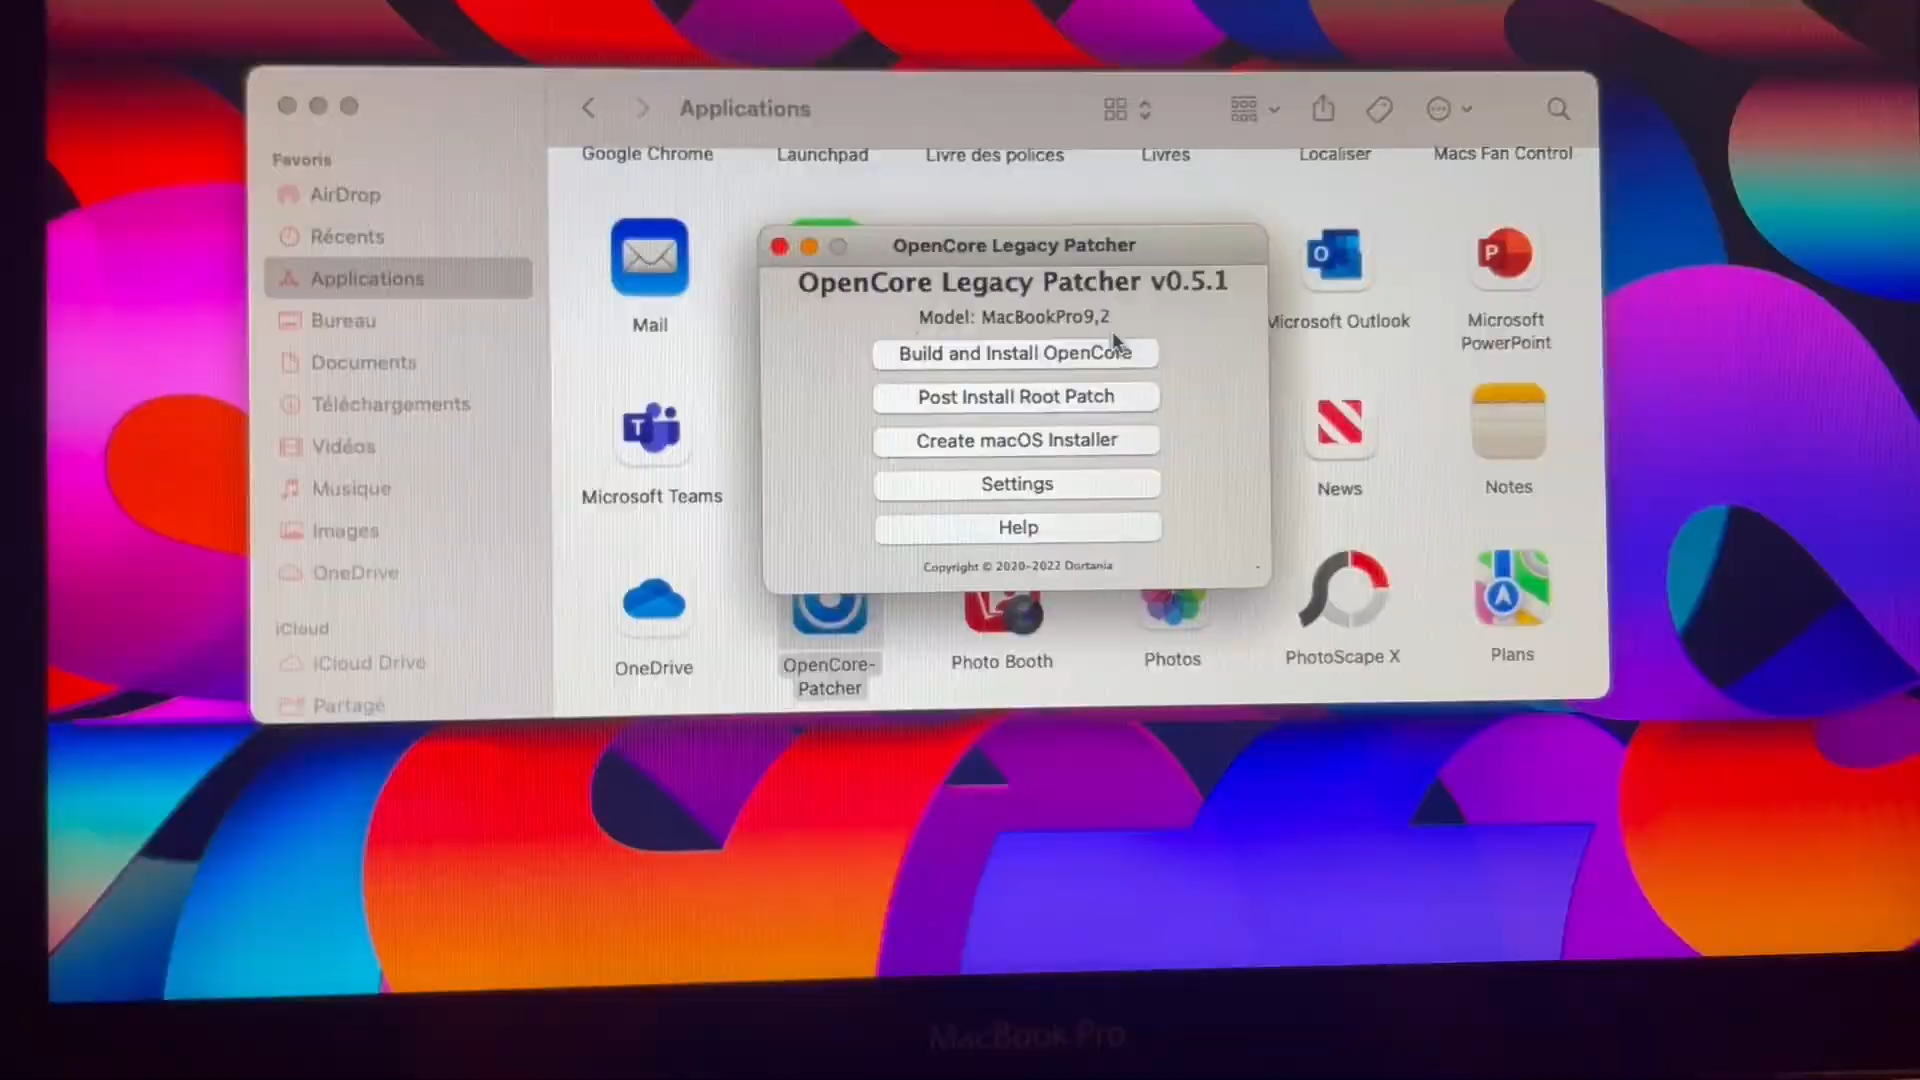 Applications
Favoris
AirDrop
Récents
Applications
Bureau
Documents
Téléchargements
Vidéos
Musique
Images
OneDrive
iCloud
iCloud Drive
Partagé
Google Chrome
Launchpad
Livre des polices
Livres
Localiser
Macs Fan Control
Mail
Microsoft Outlook
Microsoft
PowerPoint
T
Microsoft Teams
O
P
News
Notes
OneDrive
OpenCore-
Patcher
Photo Booth
Photos
PhotoScape X
Plans
OpenCore Legacy Patcher
OpenCore Legacy Patcher v0.5.1
Model: MacBookPro9,2
Build and Install OpenCore
Post Install Root Patch
Create macOS Installer
Settings
Help
Copyright © 2020-2022 Dortania
MacBook Pro